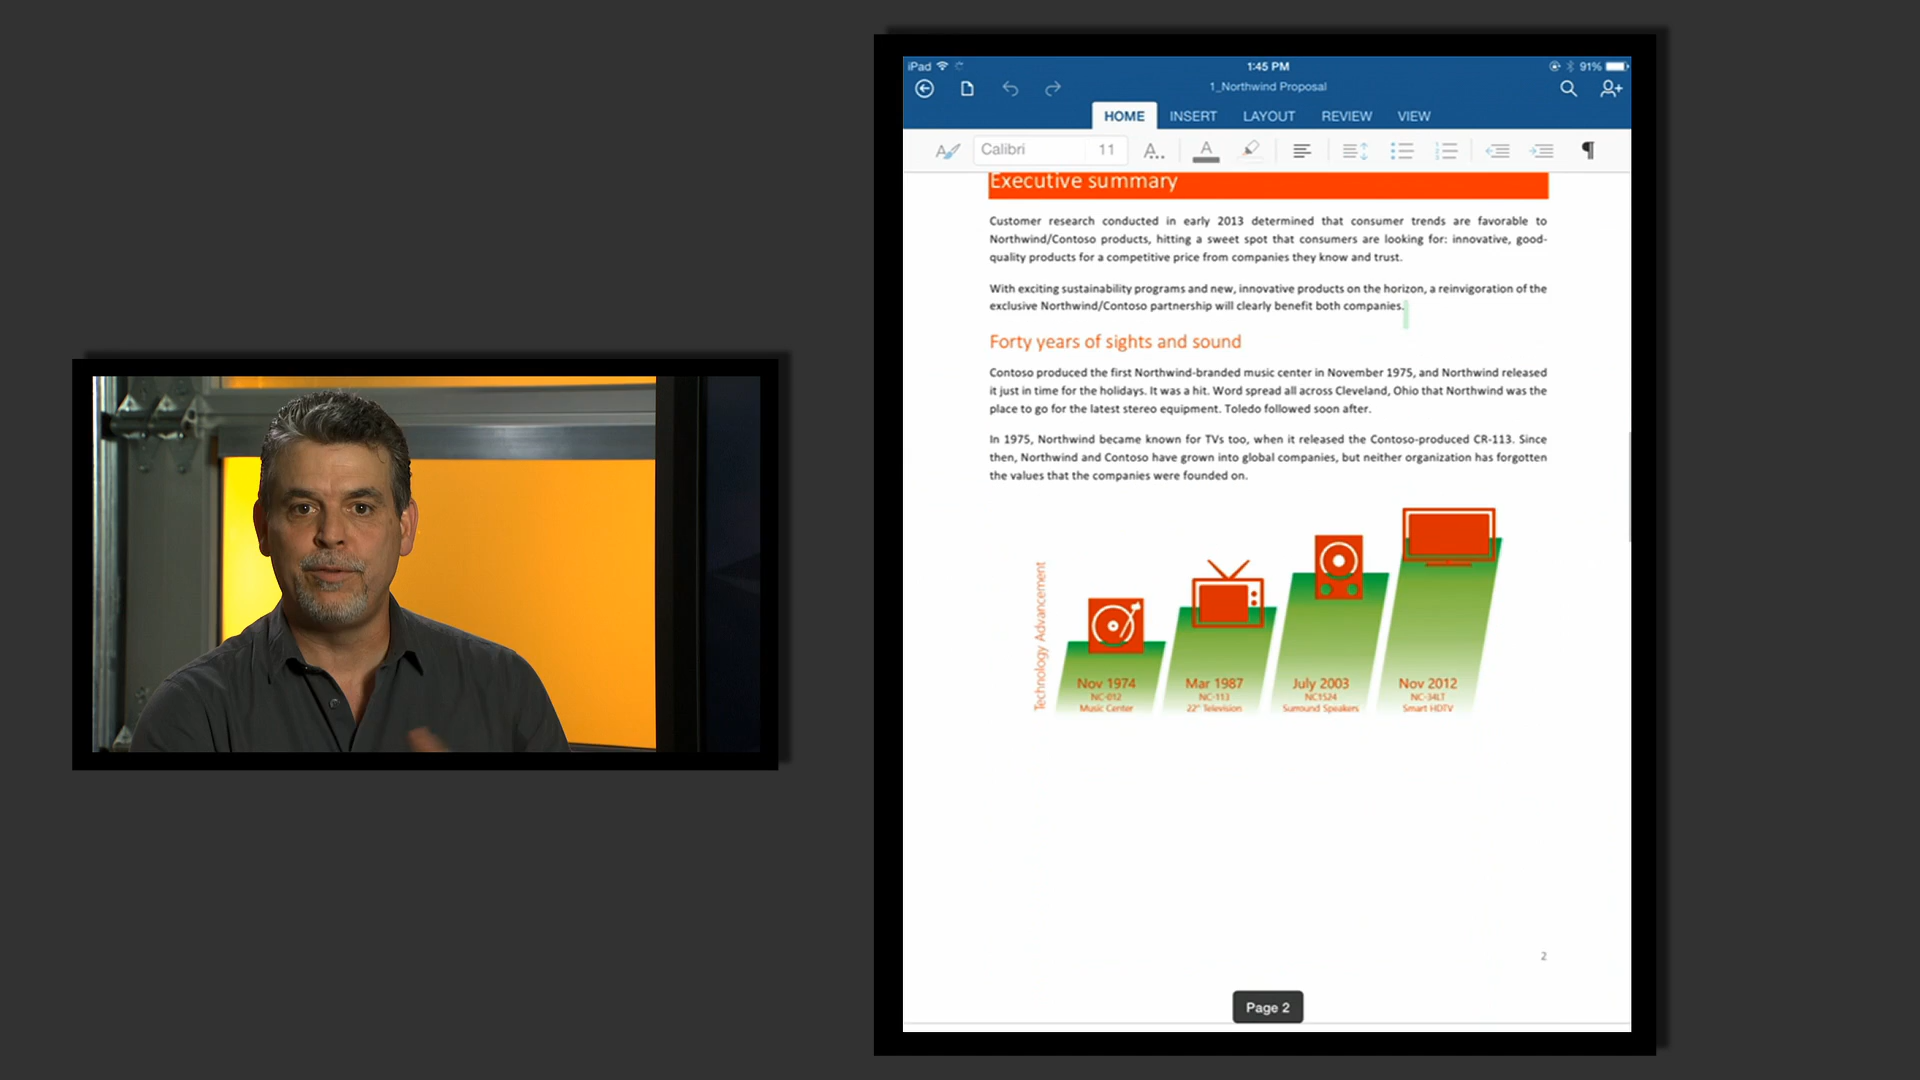 iPad 1:45 PM 91%
1_Northwind Proposal
HOME INSERT LAYOUT REVIEW VIEW
Calibri 11 A.. A
Executive summary
Customer research conducted in early 2013 determined that consumer trends are favorable to
Northwind/Contoso products, hitting a sweet spot that consumers are looking for: innovative, good-
quality products for a competitive price from companies they know and trust.
With exciting sustainability programs and new, innovative products on the horizon, a reinvigoration of the
exclusive Northwind/Contoso partnership will clearly benefit both companies.
Forty years of sights and sound
Contoso produced the first Northwind-branded music center in November 1975, and Northwind released
it just in time for the holidays. It was a hit. Word spread all across Cleveland, Ohio that Northwind was the
place to go for the latest stereo equipment. Toledo followed soon after.
In 1975, Northwind became known for TVs too, when it released the Contoso-produced CR-113. Since
then, Northwind and Contoso have grown into global companies, but neither organization has forgotten
the values that the companies were founded on.
Technology Advancement
Nov 1974 Mar 1987 July 2003 Nov 2012
NC-012 NC-113 NC1524 NC-34LT
Music Center 22" Television Surround Speakers Smart HDTV
2
Page 2